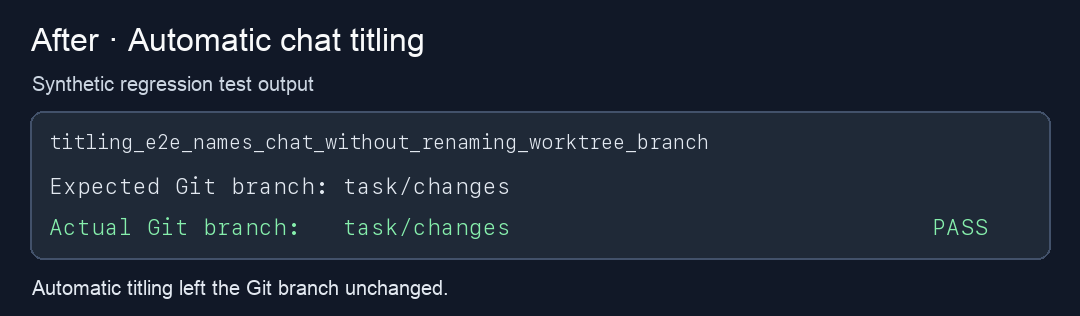 After · Automatic chat titling
Synthetic regression test output
titling_e2e_names_chat_without_renaming_worktree_branch
Expected Git branch: task/changes
Actual Git branch: task/changes PASS
Automatic titling left the Git branch unchanged.